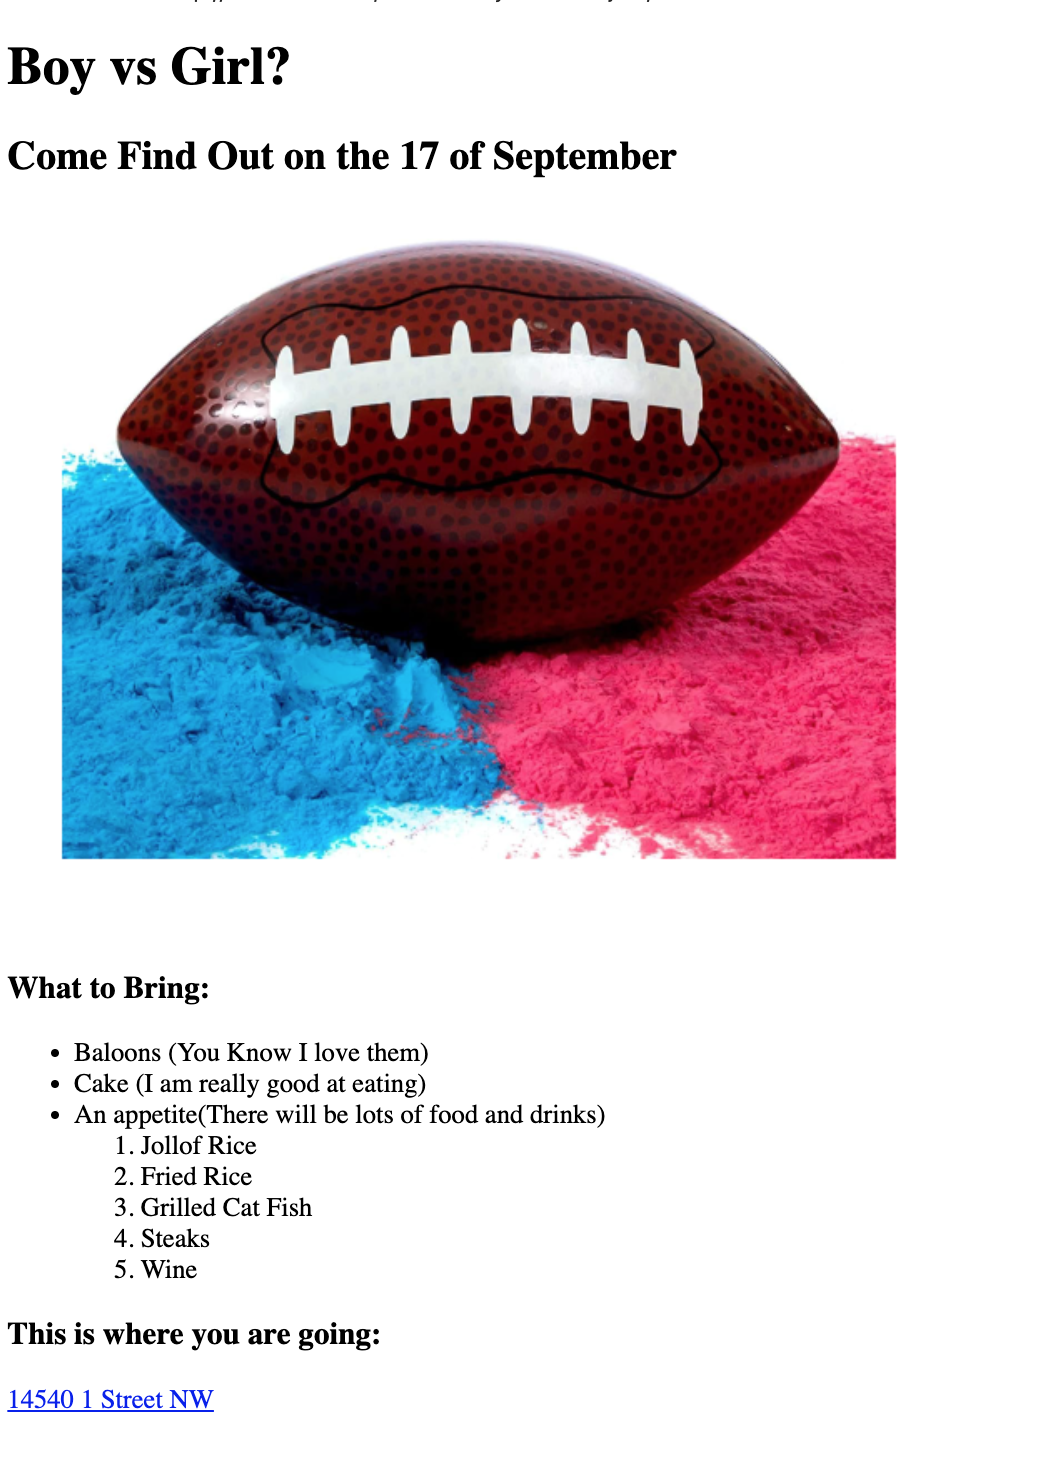 Boy vs Girl?
Come Find Out on the 17 of September
What to Bring:
• Baloons (You Know I love them)
• Cake (I am really good at eating)
• An appetite(There will be lots of food and drinks)
1. Jollof Rice
2. Fried Rice
3. Grilled Cat Fish
4. Steaks
5. Wine
This is where you are going:
14540 1 Street NW